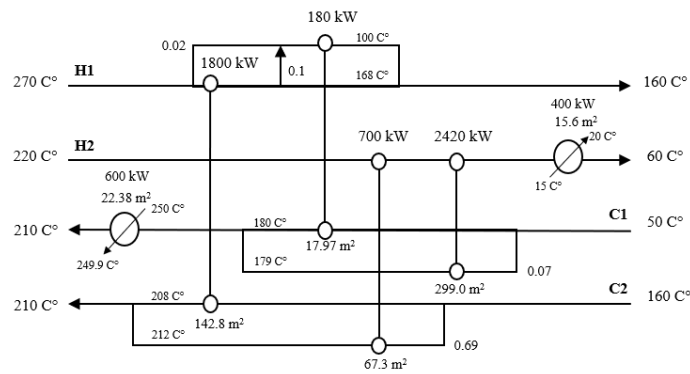 180 kW
0.02
100 C°
1800 kW
0.1
168 C°
270 C°
H1
160 C°
400 kW
15.6 m²
20 C°
220 C°
H2
700 kW
2420 kW
15 C°
60 C°
600 kW
22.38 m²
250 C°
210 C°
249.9 C°
180 C°
17.97 m²
C1
50 C°
179 C°
299.0 m²
0.07
C2
210 C°
208 C°
142.8 m²
160 C°
212 C°
67.3 m²
0.69